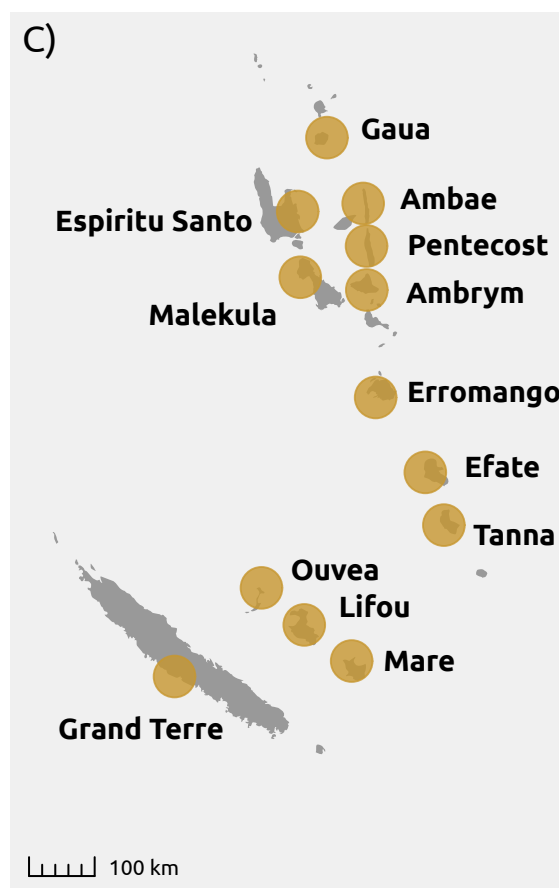 C)
Gaua
Ambae
Espiritu Santo
Pentecost
Ambrym
Malekula
Erromango
Efate
Tanna
Ouvea
Lifou
Mare
Grand Terre
100 km